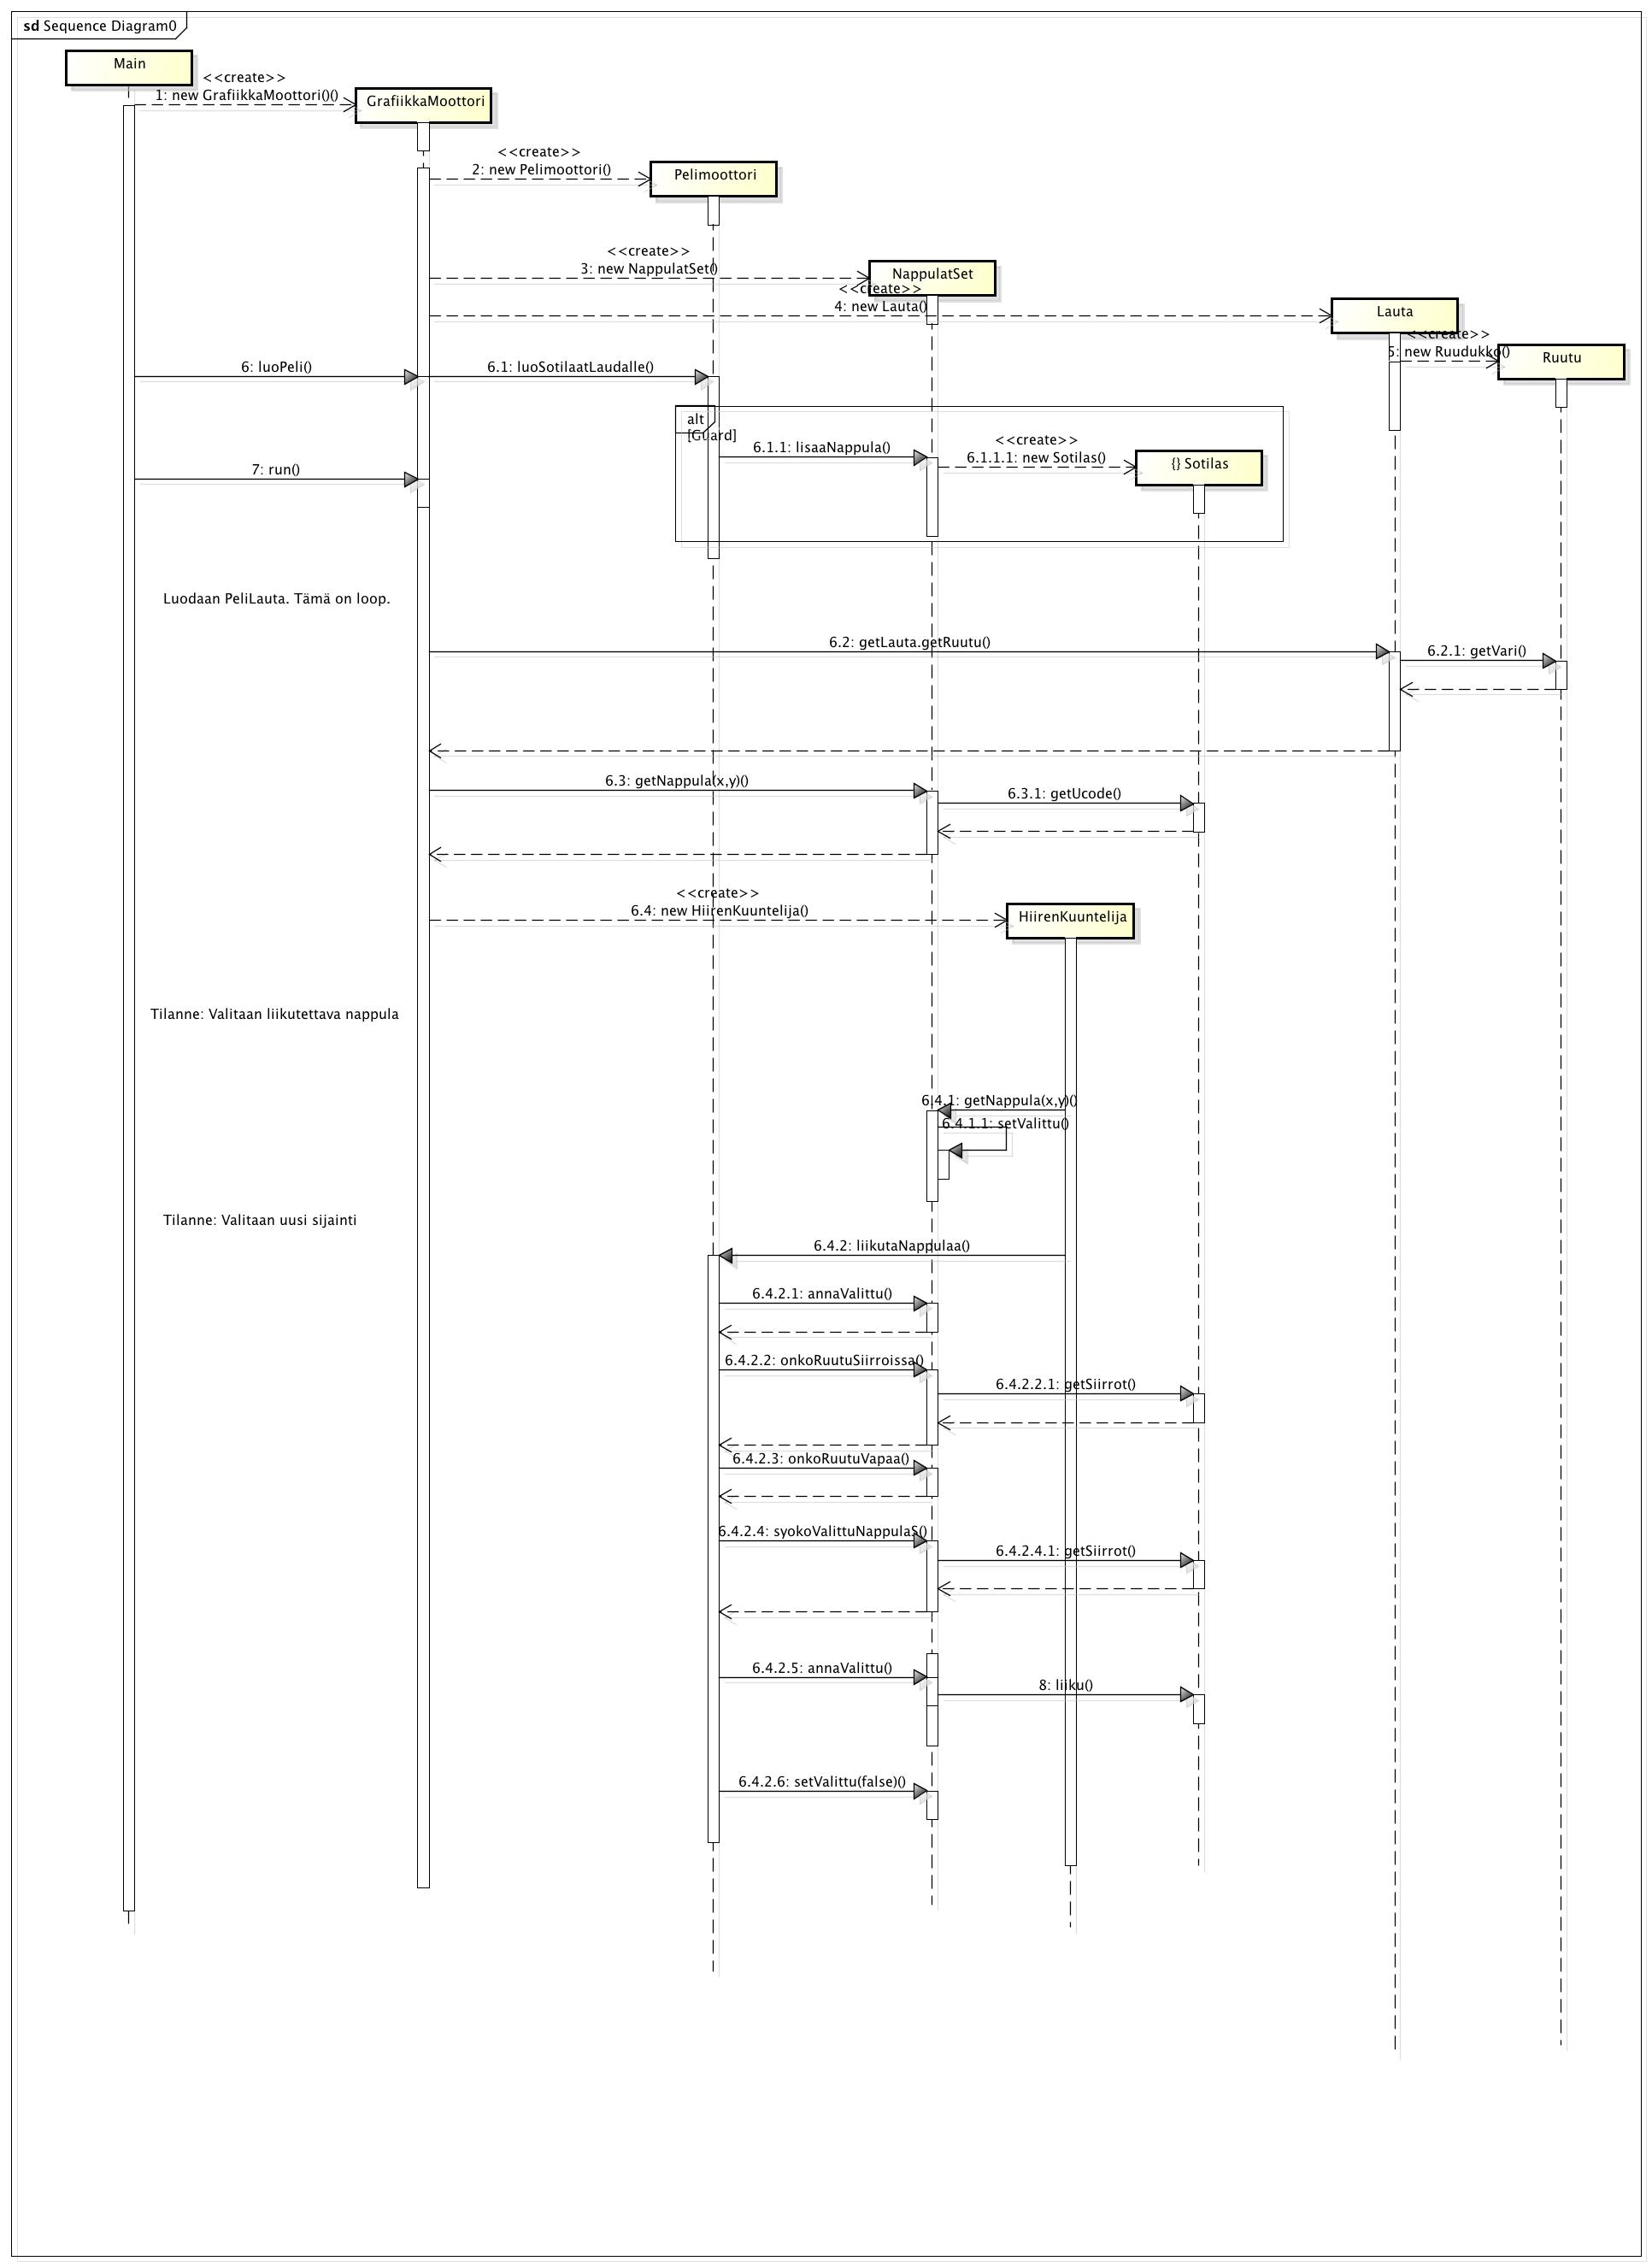 sd Sequence Diagram0
Main
<<create>>
1: new GrafiikkaMoottori()()
GrafiikkaMoottori
<<create>>
2: new Pelimoottori()
Pelimoottori
<<create>>
3: new NappulatSet()
NappulatSet
<<create>>
4: new Lauta()
Lauta
<<create>>
5: new Ruudukko()
Ruutu
6: luoPeli()
6.1: luoSotilaatLaudalle()
alt
[Guard]
6.1.1: lisaaNappula()
<<create>>
6.1.1.1: new Sotilas()
{} Sotilas
7: run()
Luodaan PeliLauta. Tämä on loop.
6.2: getLauta.getRuutu()
6.2.1: getVari()
6.3: getNappula(x,y)()
6.3.1: getUcode()
<<create>>
6.4: new HiirenKuuntelija()
HiirenKuuntelija
Tilanne: Valitaan liikutettava nappula
6.4.1: getNappula(x,y)()
6.4.1.1: setValittu()
Tilanne: Valitaan uusi sijainti
6.4.2: liikutaNappulaa()
6.4.2.1: annaValittu()
6.4.2.2: onkoRuutuSiirroissa()
6.4.2.2.1: getSiirrot()
6.4.2.3: onkoRuutuVapaa()
6.4.2.4: syokoValittuNappulaS()
6.4.2.4.1: getSiirrot()
6.4.2.5: annaValittu()
8: liiku()
6.4.2.6: setValittu(false)()